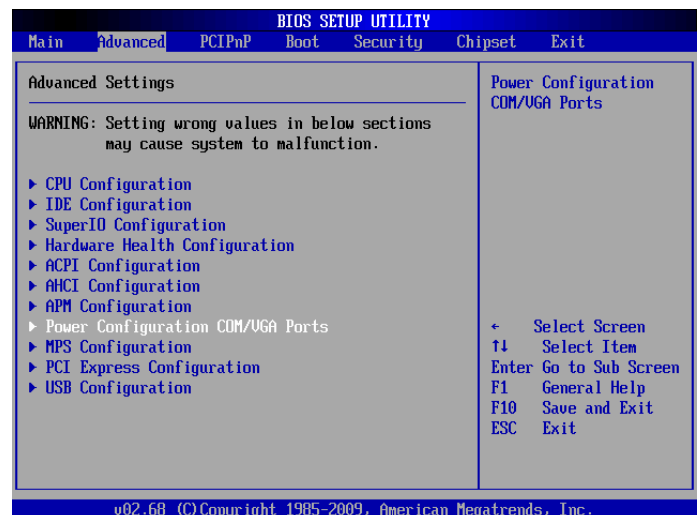 BIOS SETUP UTILITY
Main Advanced PCIPnP Boot Security Chipset Exit
Advanced Settings
WARNING: Setting wrong values in below sections
may cause system to malfunction.
▶ CPU Configuration
▶ IDE Configuration
▶ SuperIO Configuration
▶ Hardware Health Configuration
▶ ACPI Configuration
▶ AHCI Configuration
▶ APM Configuration
▶ Power Configuration COM/VGA Ports
▶ MPS Configuration
▶ PCI Express Configuration
▶ USB Configuration
Power Configuration
COM/VGA Ports
← Select Screen
↑↓ Select Item
Enter Go to Sub Screen
F1 General Help
F10 Save and Exit
ESC Exit
v02.68 (C)Copyright 1985-2009, American Megatrends, Inc.